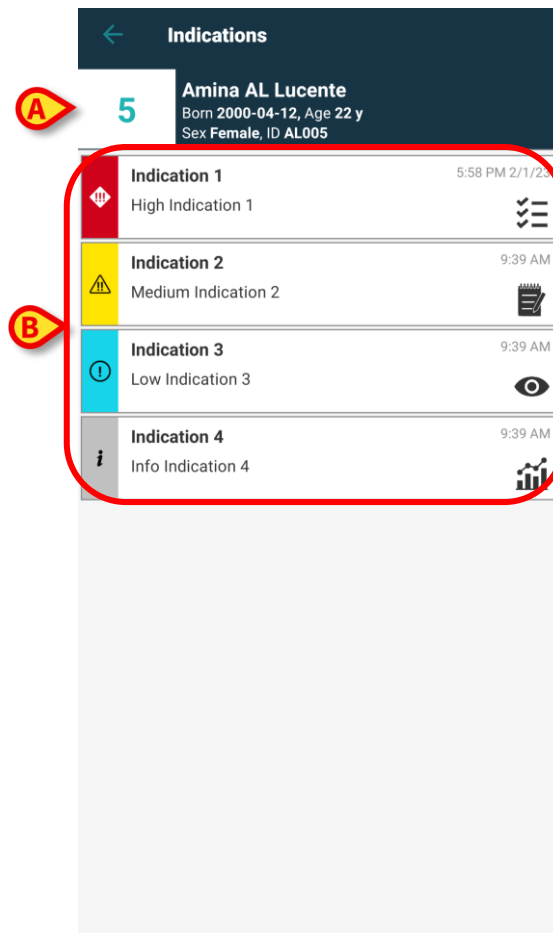 Indications
A
5
Amina AL Lucente
Born 2000-04-12, Age 22 y
Sex Female, ID AL005
Indication 1
5:58 PM 2/1/23
High Indication 1
Indication 2
9:39 AM
Medium Indication 2
B
Indication 3
9:39 AM
Low Indication 3
Indication 4
9:39 AM
Info Indication 4